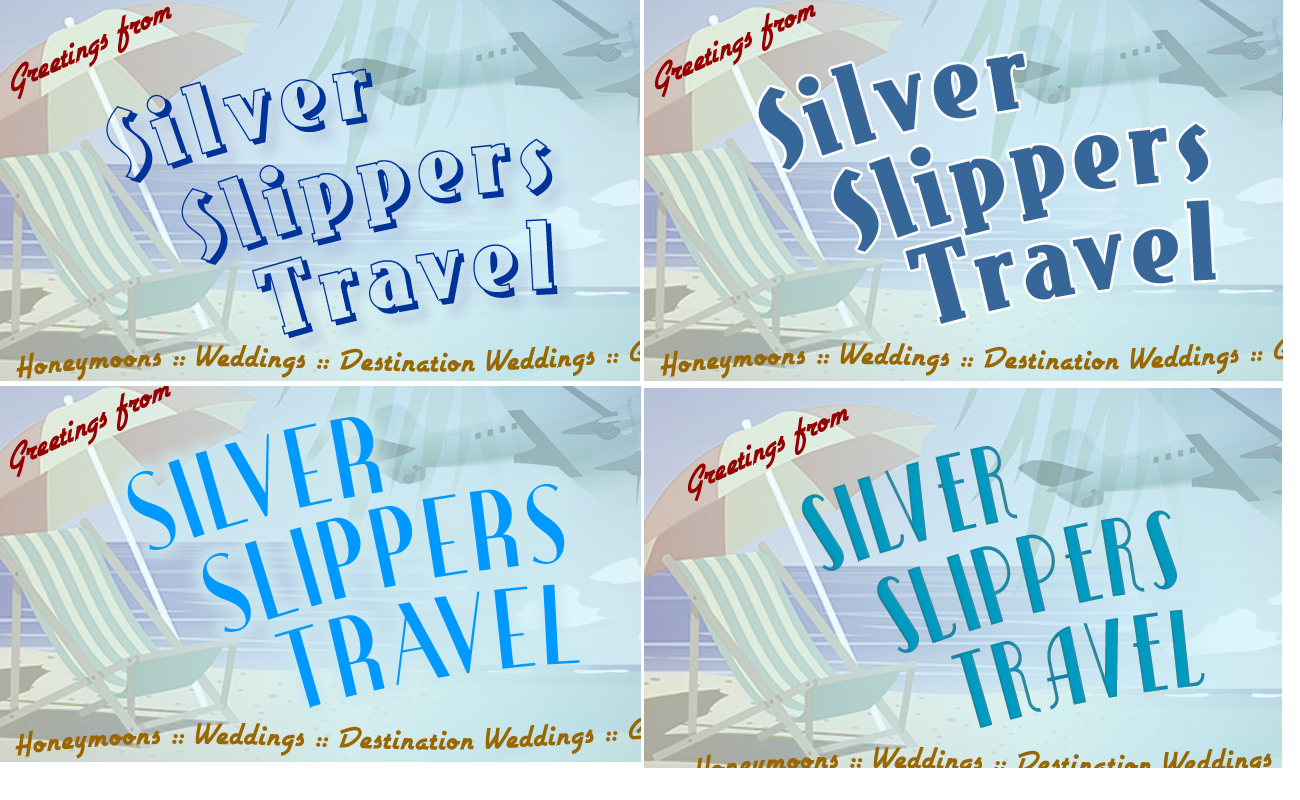 Greetings from
Silver
Slippers
Travel
Honeymoons :: Weddings :: Destination Weddings ::
Greetings from
Silver
Slippers
Travel
Honeymoons :: Weddings :: Destination Weddings ::
Greetings from
SILVER
SLIPPERS
TRAVEL
Honeymoons :: Weddings :: Destination Weddings ::
Greetings from
SILVER
SLIPPERS
TRAVEL
Honeymoons :: Weddings :: Destination Weddings